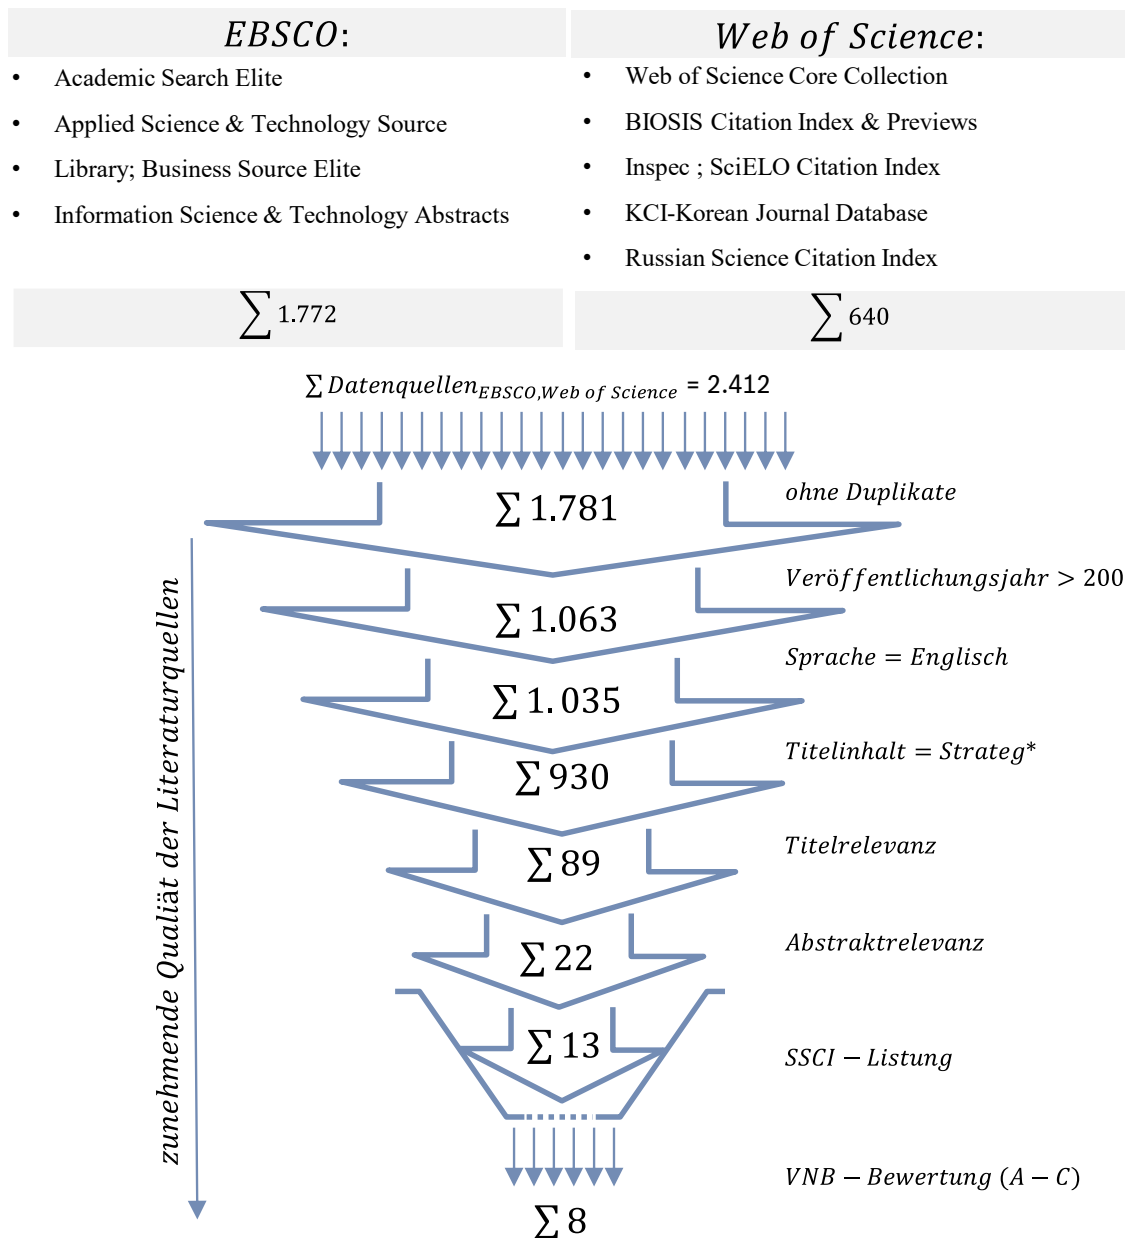 EBSCO:
• Academic Search Elite
• Applied Science & Technology Source
• Library; Business Source Elite
• Information Science & Technology Abstracts
∑ 1.772
Web of Science:
• Web of Science Core Collection
• BIOSIS Citation Index & Previews
• Inspec ; SciELO Citation Index
• KCI-Korean Journal Database
• Russian Science Citation Index
∑ 640
∑ Datenquellen EBSCO,Web of Science = 2.412
∑ 1.781
ohne Duplikate
Veröffentlichungsjahr > 200
∑ 1.063
Sprache = Englisch
∑ 1.035
Titelinhalt = Strateg*
∑ 930
Titelrelevanz
∑ 89
Abstraktrelevanz
∑ 22
∑ 13
SSCI − Listung
VNB − Bewertung (A − C)
∑ 8
zunehmende Qualiät der Literaturquellen